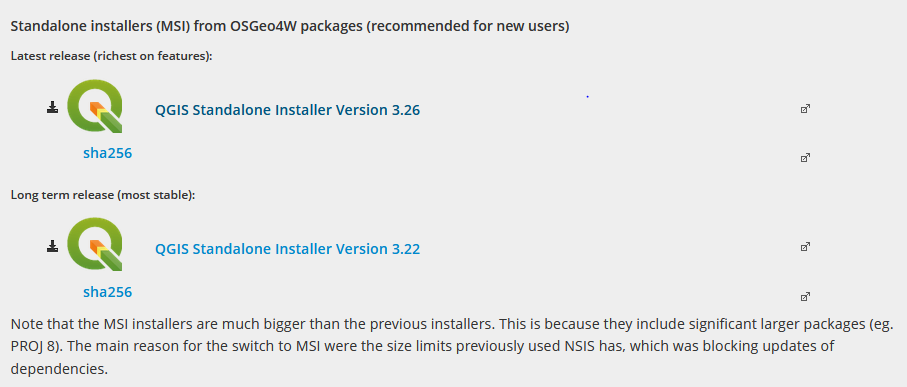 Standalone installers (MSI) from OSGeo4W packages (recommended for new users)
Latest release (richest on features):
QGIS Standalone Installer Version 3.26
sha256
Long term release (most stable):
QGIS Standalone Installer Version 3.22
sha256
Note that the MSI installers are much bigger than the previous installers. This is because they include significant larger packages (eg.
PROJ 8). The main reason for the switch to MSI were the size limits previously used NSIS has, which was blocking updates of
dependencies.